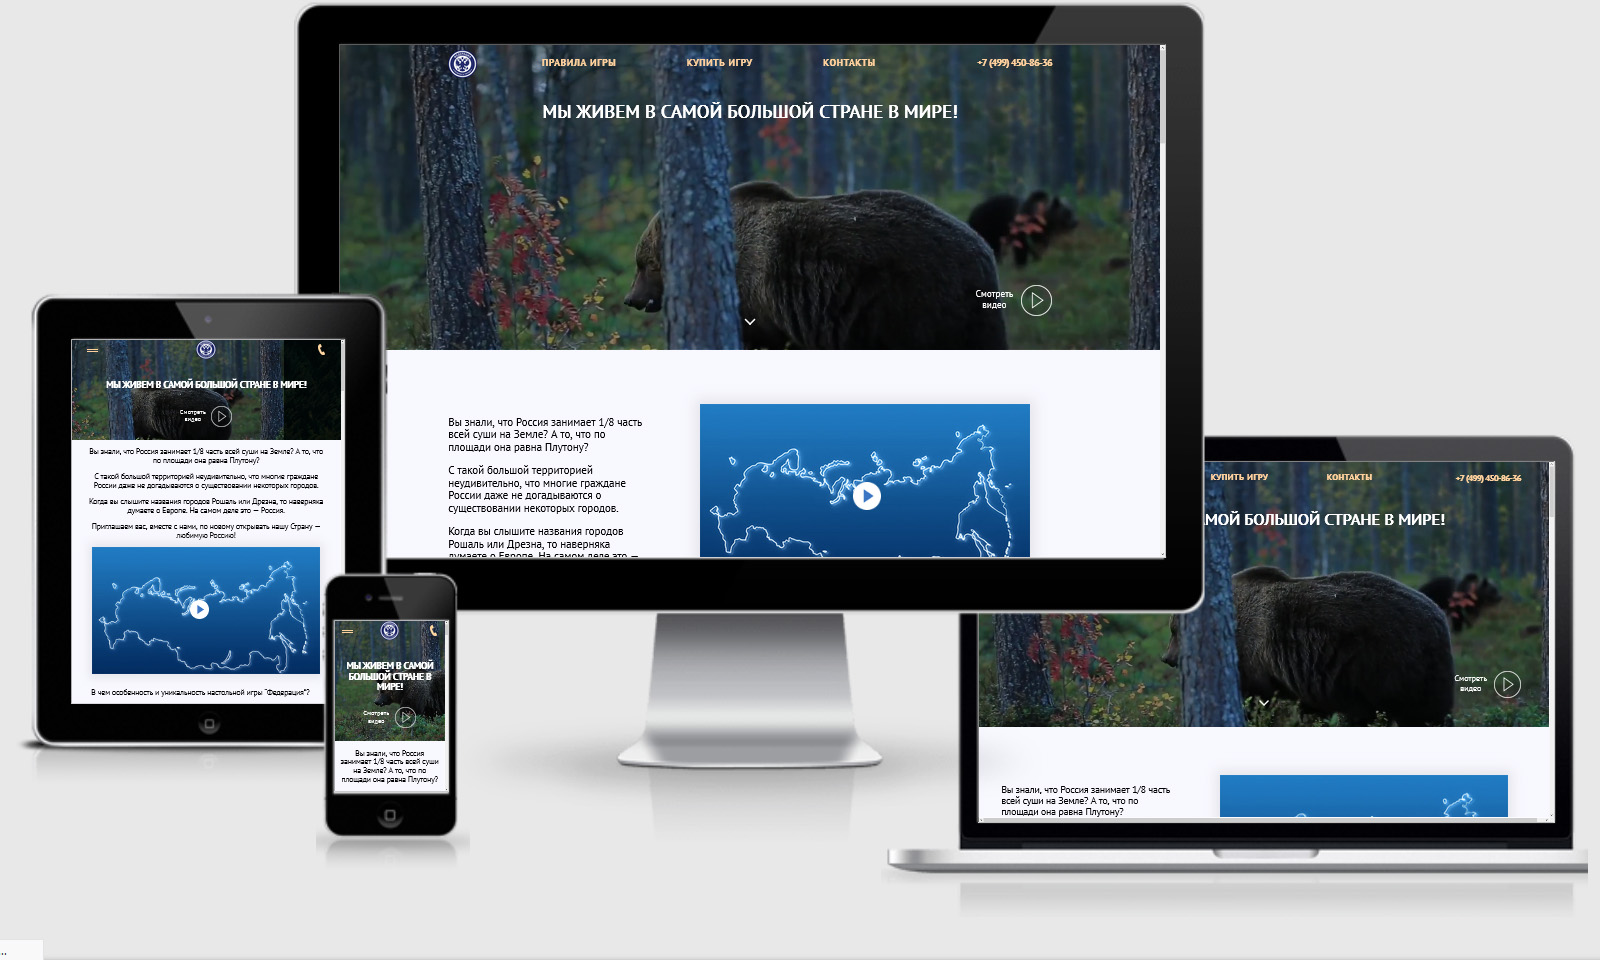 ПРАВИЛА ИГРЫ
КУПИТЬ ИГРУ
КОНТАКТЫ
+7 (499) 450-86-36
МЫ ЖИВЕМ В САМОЙ БОЛЬШОЙ СТРАНЕ В МИРЕ!
Смотреть
видео
Вы знали, что Россия занимает 1/8 часть
всей суши на Земле? А то, что по
площади она равна Плутону?
С такой большой территорией
неудивительно, что многие граждане
России даже не догадываются о
существовании некоторых городов.
Когда вы слышите названия городов
Рошаль или Дрезна, то наверняка
думаете о Европе. На самом деле это —
МЫ ЖИВЕМ В САМОЙ БОЛЬШОЙ СТРАНЕ В МИРЕ!
Смотреть
видео
Вы знали, что Россия занимает 1/8 часть всей суши на Земле? А то, что
по площади она равна Плутону?
С такой большой территорией неудивительно, что многие граждане
России даже не догадываются о существовании некоторых городов.
Когда вы слышите названия городов Рошаль или Дрезна, то наверняка
думаете о Европе. На самом деле это — Россия.
Приглашаем вас, вместе с нами, по новому открывать нашу Страну —
любимую Россию!
В чем особенность и уникальность настольной игры "Федерация"?
МЫ ЖИВЕМ В САМОЙ
БОЛЬШОЙ СТРАНЕ В
МИРЕ!
Смотреть
видео
Вы знали, что Россия
занимает 1/8 часть всей суши
на Земле? А то, что по
площади она равна Плутону?
КУПИТЬ ИГРУ
КОНТАКТЫ
+7 (499) 450-86-36
МОЙ БОЛЬШОЙ СТРАНЕ В МИРЕ!
Смотреть
видео
Вы знали, что Россия занимает 1/8 часть
всей суши на Земле? А то, что по
площади она равна Плутону?
...